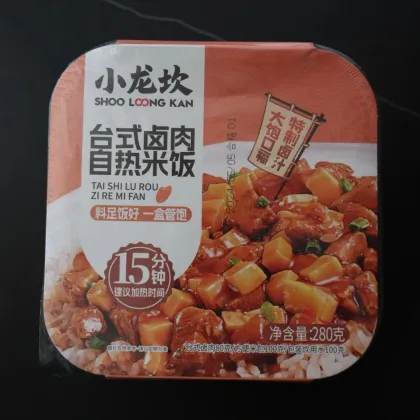 小龙坎
SHOO LOONG KAN
台式卤肉
自热米饭
TAI SHI LU ROU
ZI RE MI FAN
料足饭好 一盒管饱
特制卤汁
大饱口福
15分钟
建议加热时间
净含量:280克